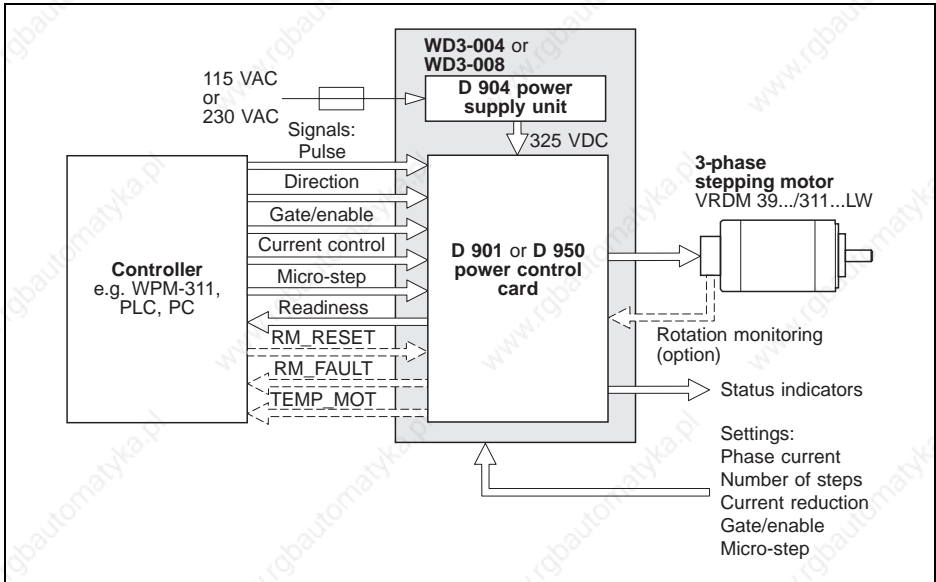 WD3-004 or
WD3-008
D 904 power
supply unit
115 VAC
or
230 VAC
325 VDC
Signals:
Pulse
Direction
Gate/enable
Current control
Micro-step
Readiness
RM_RESET
RM_FAULT
TEMP_MOT
Controller
e.g. WPM-311,
PLC, PC
D 901 or D 950
power control
card
3-phase
stepping motor
VRDM 39.../311...LW
Rotation monitoring
(option)
Status indicators
Settings:
Phase current
Number of steps
Current reduction
Gate/enable
Micro-step
www.rgbautomatyka.pl